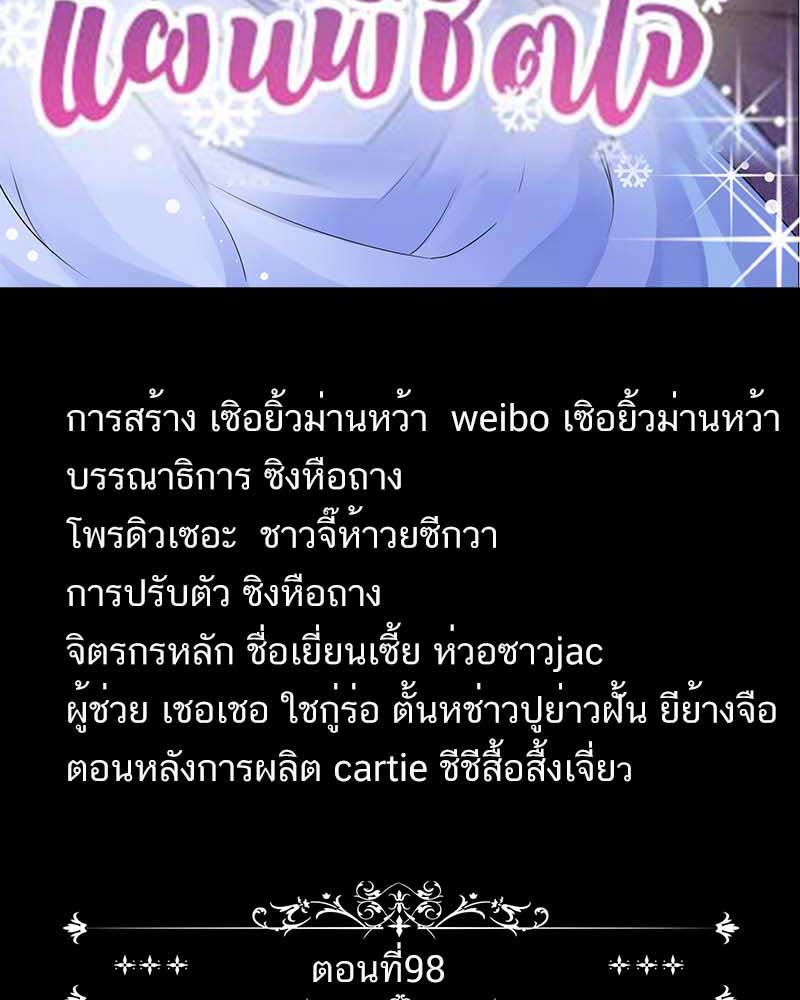 แผนพิชิตใจ
การสร้าง เซิอยิ้วม่านหว้า weibo เซิอยิ้วม่านหว้า
บรรณาธิการ ซิงหือถาง
โพรดิวเซอะ ชาวจี๊ห้าวยซีกวา
การปรับตัว ซิงหือถาง
จิตรกรหลัก ชื่อเยี่ยนเซี้ย ห่วอซาวjac
ผู้ช่วย เชอเชอ ใชกู่ร่อ ตั้นหช่าวปูย่าวฝั้น ยีย้างจือ
ตอนหลังการผลิต cartie ชีชีสื้อสิ้งเจี่ยว
ตอนที่98